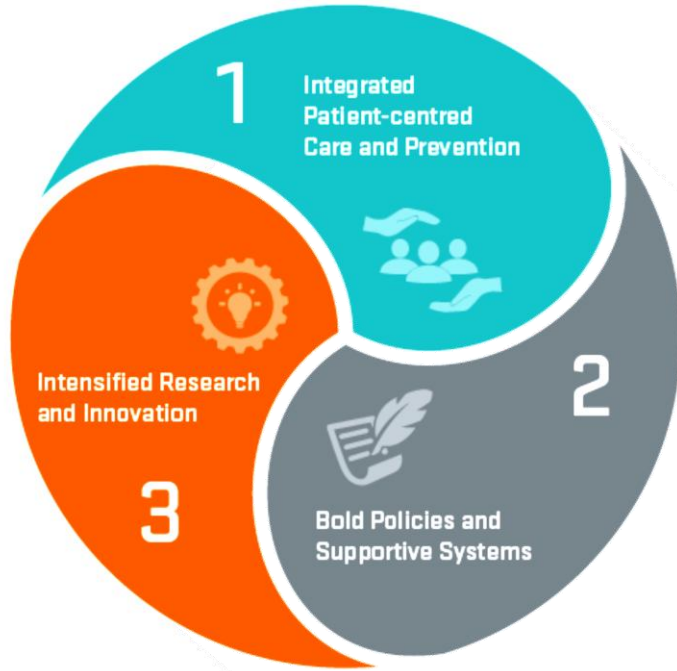 1
Integrated
Patient-centred
Care and Prevention
2
Bold Policies and
Supportive Systems
Intensified Research
and Innovation
3